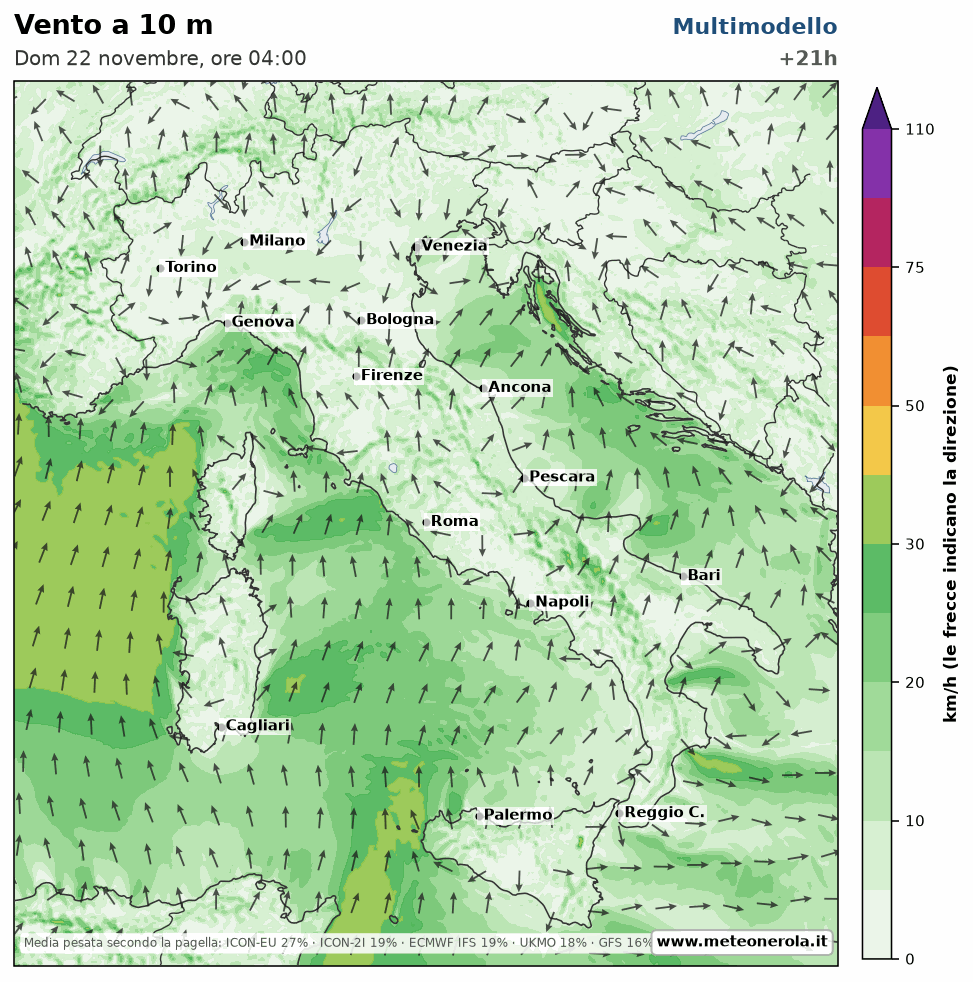 Vento a 10 m
Multimodello
Dom 22 novembre, ore 04:00
+21h
Milano
Venezia
Torino
Genova
Bologna
Firenze
Ancona
Pescara
Roma
Bari
Napoli
Cagliari
Palermo
Reggio C.
110
75
50
30
20
10
0
km/h (le frecce indicano la direzione)
Media pesata secondo la pagella: ICON-EU 27% · ICON-2I 19% · ECMWF IFS 19% · UKMO 18% · GFS 16%
www.meteonerola.it